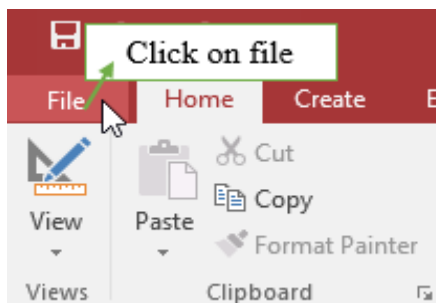 Click on file
File Home Create E
Cut
Copy
Format Painter
View Paste
Views Clipboard